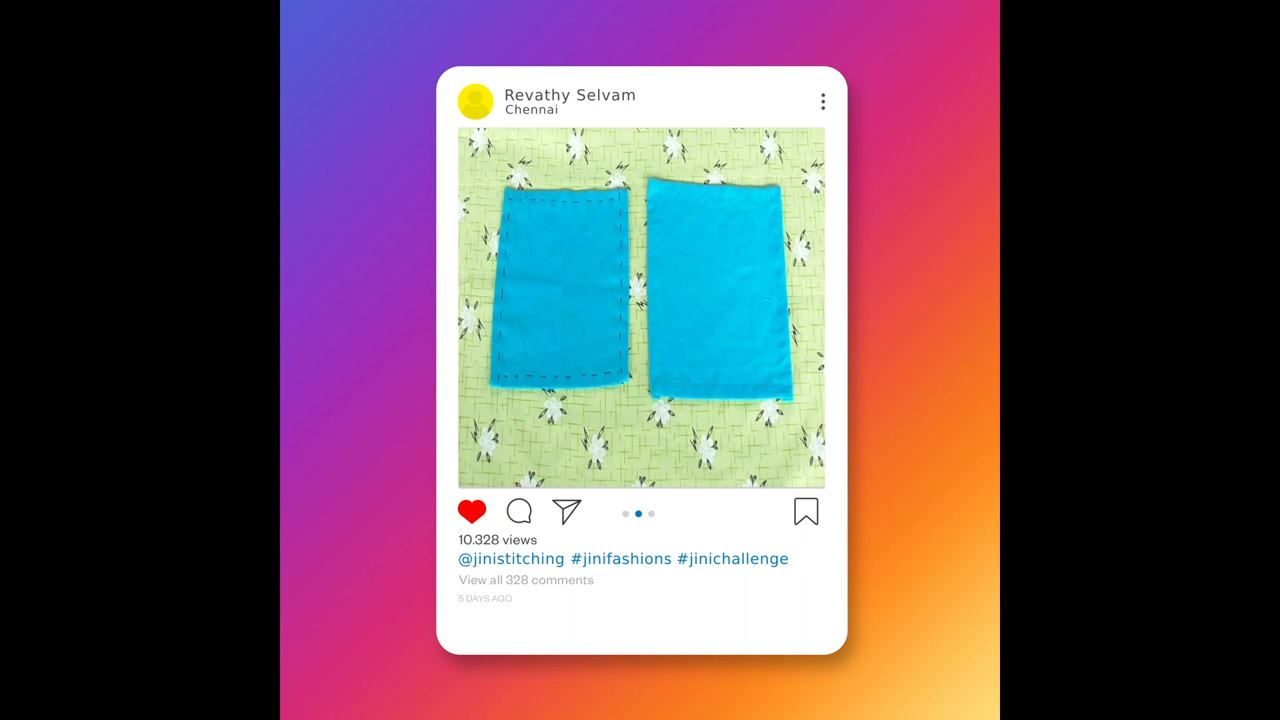 Revathy Selvam
Chennai
10.328 views
@jinistitching #jinifashions #jinichallenge
View all 328 comments
5 DAYS AGO